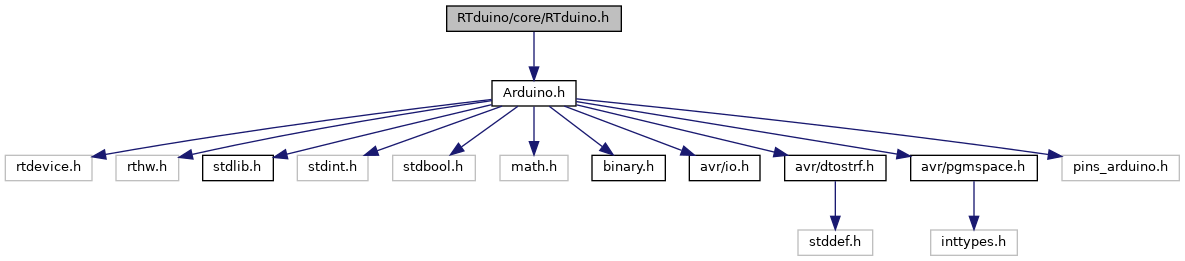 RTduino/core/RTduino.h
Arduino.h
rtdevice.h
rthw.h
stdlib.h
stdint.h
stdbool.h
math.h
binary.h
avr/io.h
avr/dtostrf.h
avr/pgmspace.h
pins_arduino.h
stddef.h
inttypes.h